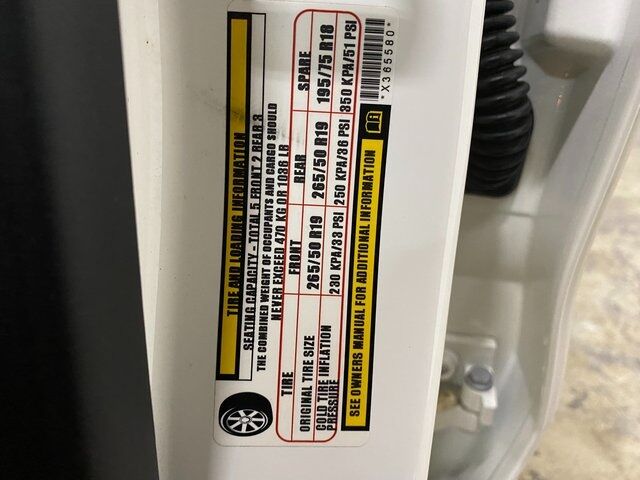 TIRE AND LOADING INFORMATION
SEATING CAPACITY - TOTAL 5 FRONT 2 REAR 3
THE COMBINED WEIGHT OF OCCUPANTS AND CARGO SHOULD
NEVER EXCEED 470 KG OR 1036 LB
TIRE FRONT REAR SPARE
ORIGINAL TIRE SIZE 265/50 R19 265/50 R19 195/75 R18
COLD TIRE INFLATION PRESSURE 230 KPA/33 PSI 250 KPA/36 PSI 350 KPA/51 PSI
SEE OWNERS MANUAL FOR ADDITIONAL INFORMATION
*X365580*